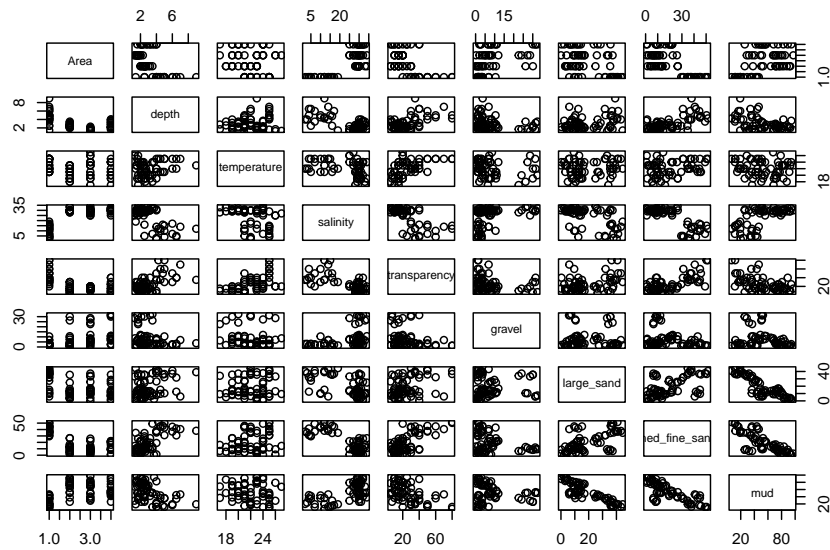 2 6
5 20
0 15
0 30
Area
1.0
8
2
depth
temperature
18
35
5
salinity
transparency
20
30
0
gravel
large_sand
40
0
50
0
ned_fine_san
mud
20
1.0 3.0
18 24
20 60
0 20
20 80